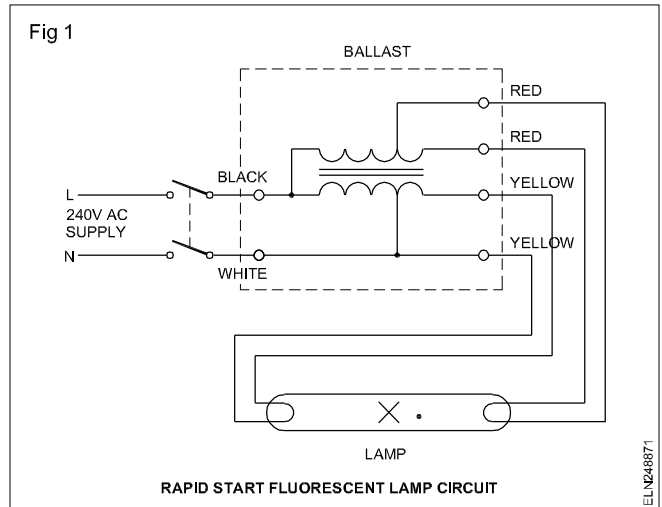 Fig 1
BALLAST
RED
RED
BLACK
YELLOW
L
240V AC
SUPPLY
N
YELLOW
WHITE
LAMP
RAPID START FLUORESCENT LAMP CIRCUIT
ELN248871